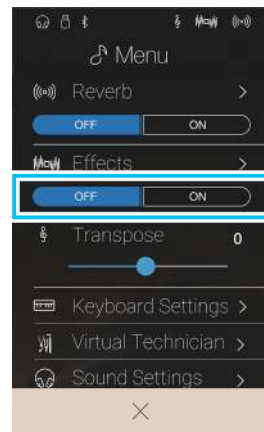 Menu
Reverb
OFF ON
Effects
OFF ON
Transpose 0
Keyboard Settings
Virtual Technician
Sound Settings